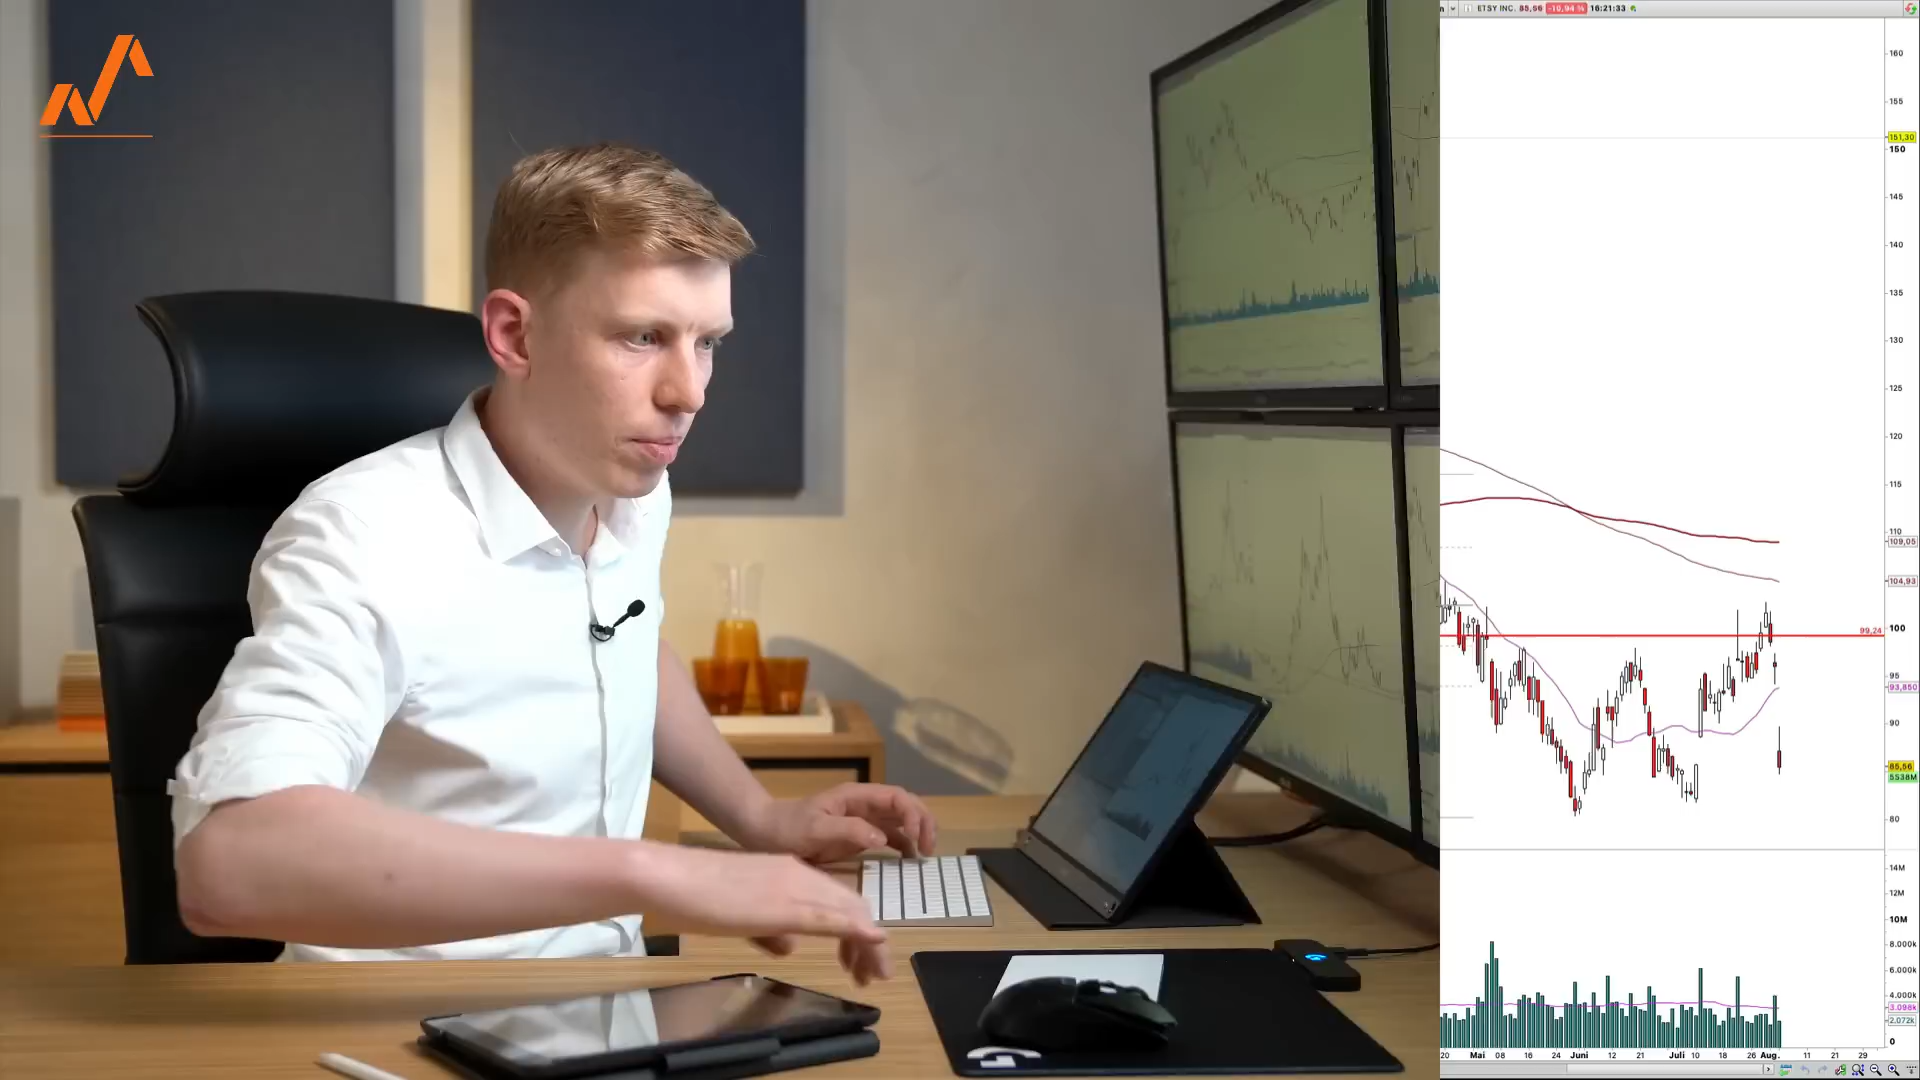 ETSY INC. 85,56 -10,94 % 16:21:33
160
155
151,30
150
145
140
135
130
125
120
115
110
109,05
104,93
100
99,24
95
93,850
90
85,56
5538M
80
14M
12M
10M
8.000k
6.000k
4.000k
3.098k
2.072k
0
20 Mai 08 16 24 Juni 12 21 Juli 10 18 26 Aug. 11 21 29